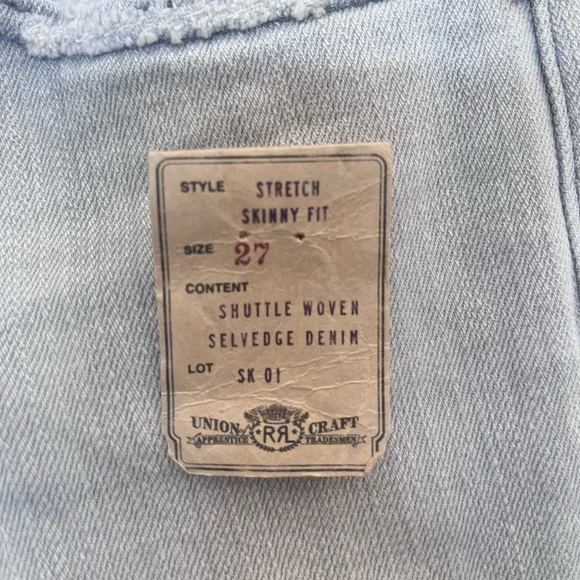 STYLE STRETCH
SKINNY FIT
SIZE 27
CONTENT
SHUTTLE WOVEN
SELVEDGE DENIM
LOT SK 01
UNION RRL CRAFT
APPRENTICE TRADESMEN